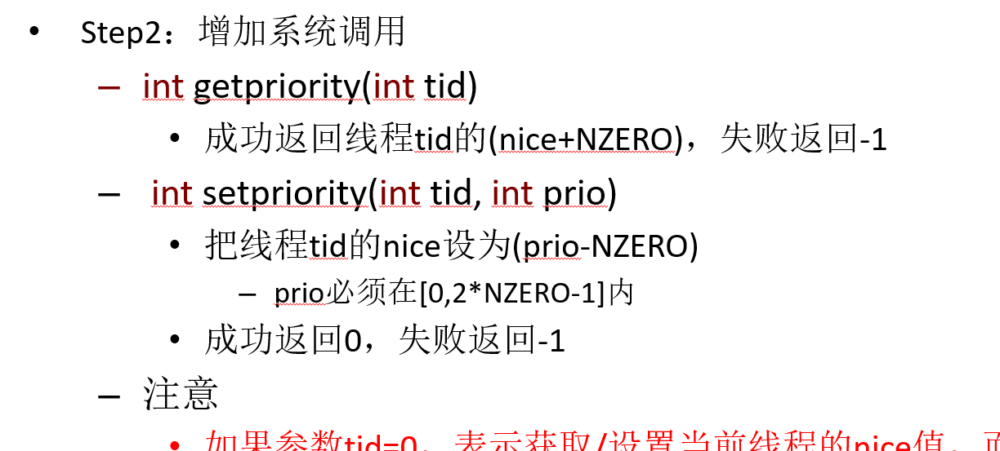 • Step2：增加系统调用
– int getpriority(int tid)
• 成功返回线程tid的(nice+NZERO)，失败返回-1
– int setpriority(int tid, int prio)
• 把线程tid的nice设为(prio-NZERO)
– prio必须在[0,2*NZERO-1]内
• 成功返回0，失败返回-1
– 注意
• 如果参数tid=0，表示获取/设置当前线程的nice值，